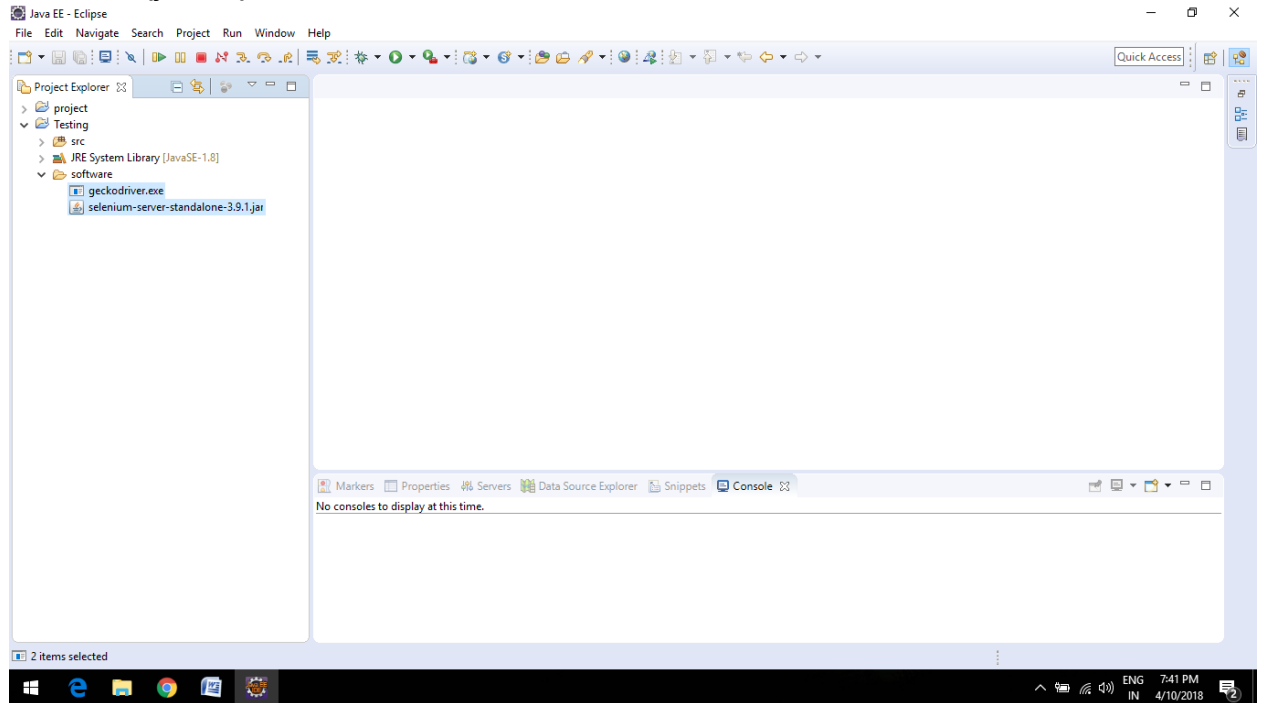 Java EE - Eclipse
File Edit Navigate Search Project Run Window Help
Quick Access
Project Explorer
project
Testing
src
JRE System Library [JavaSE-1.8]
software
geckodriver.exe
selenium-server-standalone-3.9.1.jar
Markers Properties Servers Data Source Explorer Snippets Console
No consoles to display at this time.
2 items selected
ENG 7:41 PM
IN 4/10/2018
2